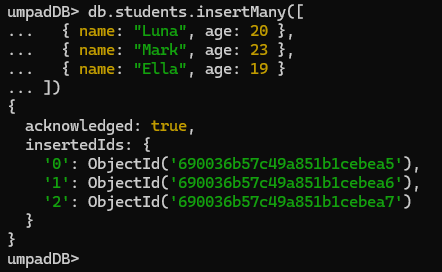 umpadDB> db.students.insertMany([
...   { name: "Luna", age: 20 },
...   { name: "Mark", age: 23 },
...   { name: "Ella", age: 19 }
... ])
{
  acknowledged: true,
  insertedIds: {
    '0': ObjectId('690036b57c49a851b1cebea5'),
    '1': ObjectId('690036b57c49a851b1cebea6'),
    '2': ObjectId('690036b57c49a851b1cebea7')
  }
}
umpadDB>